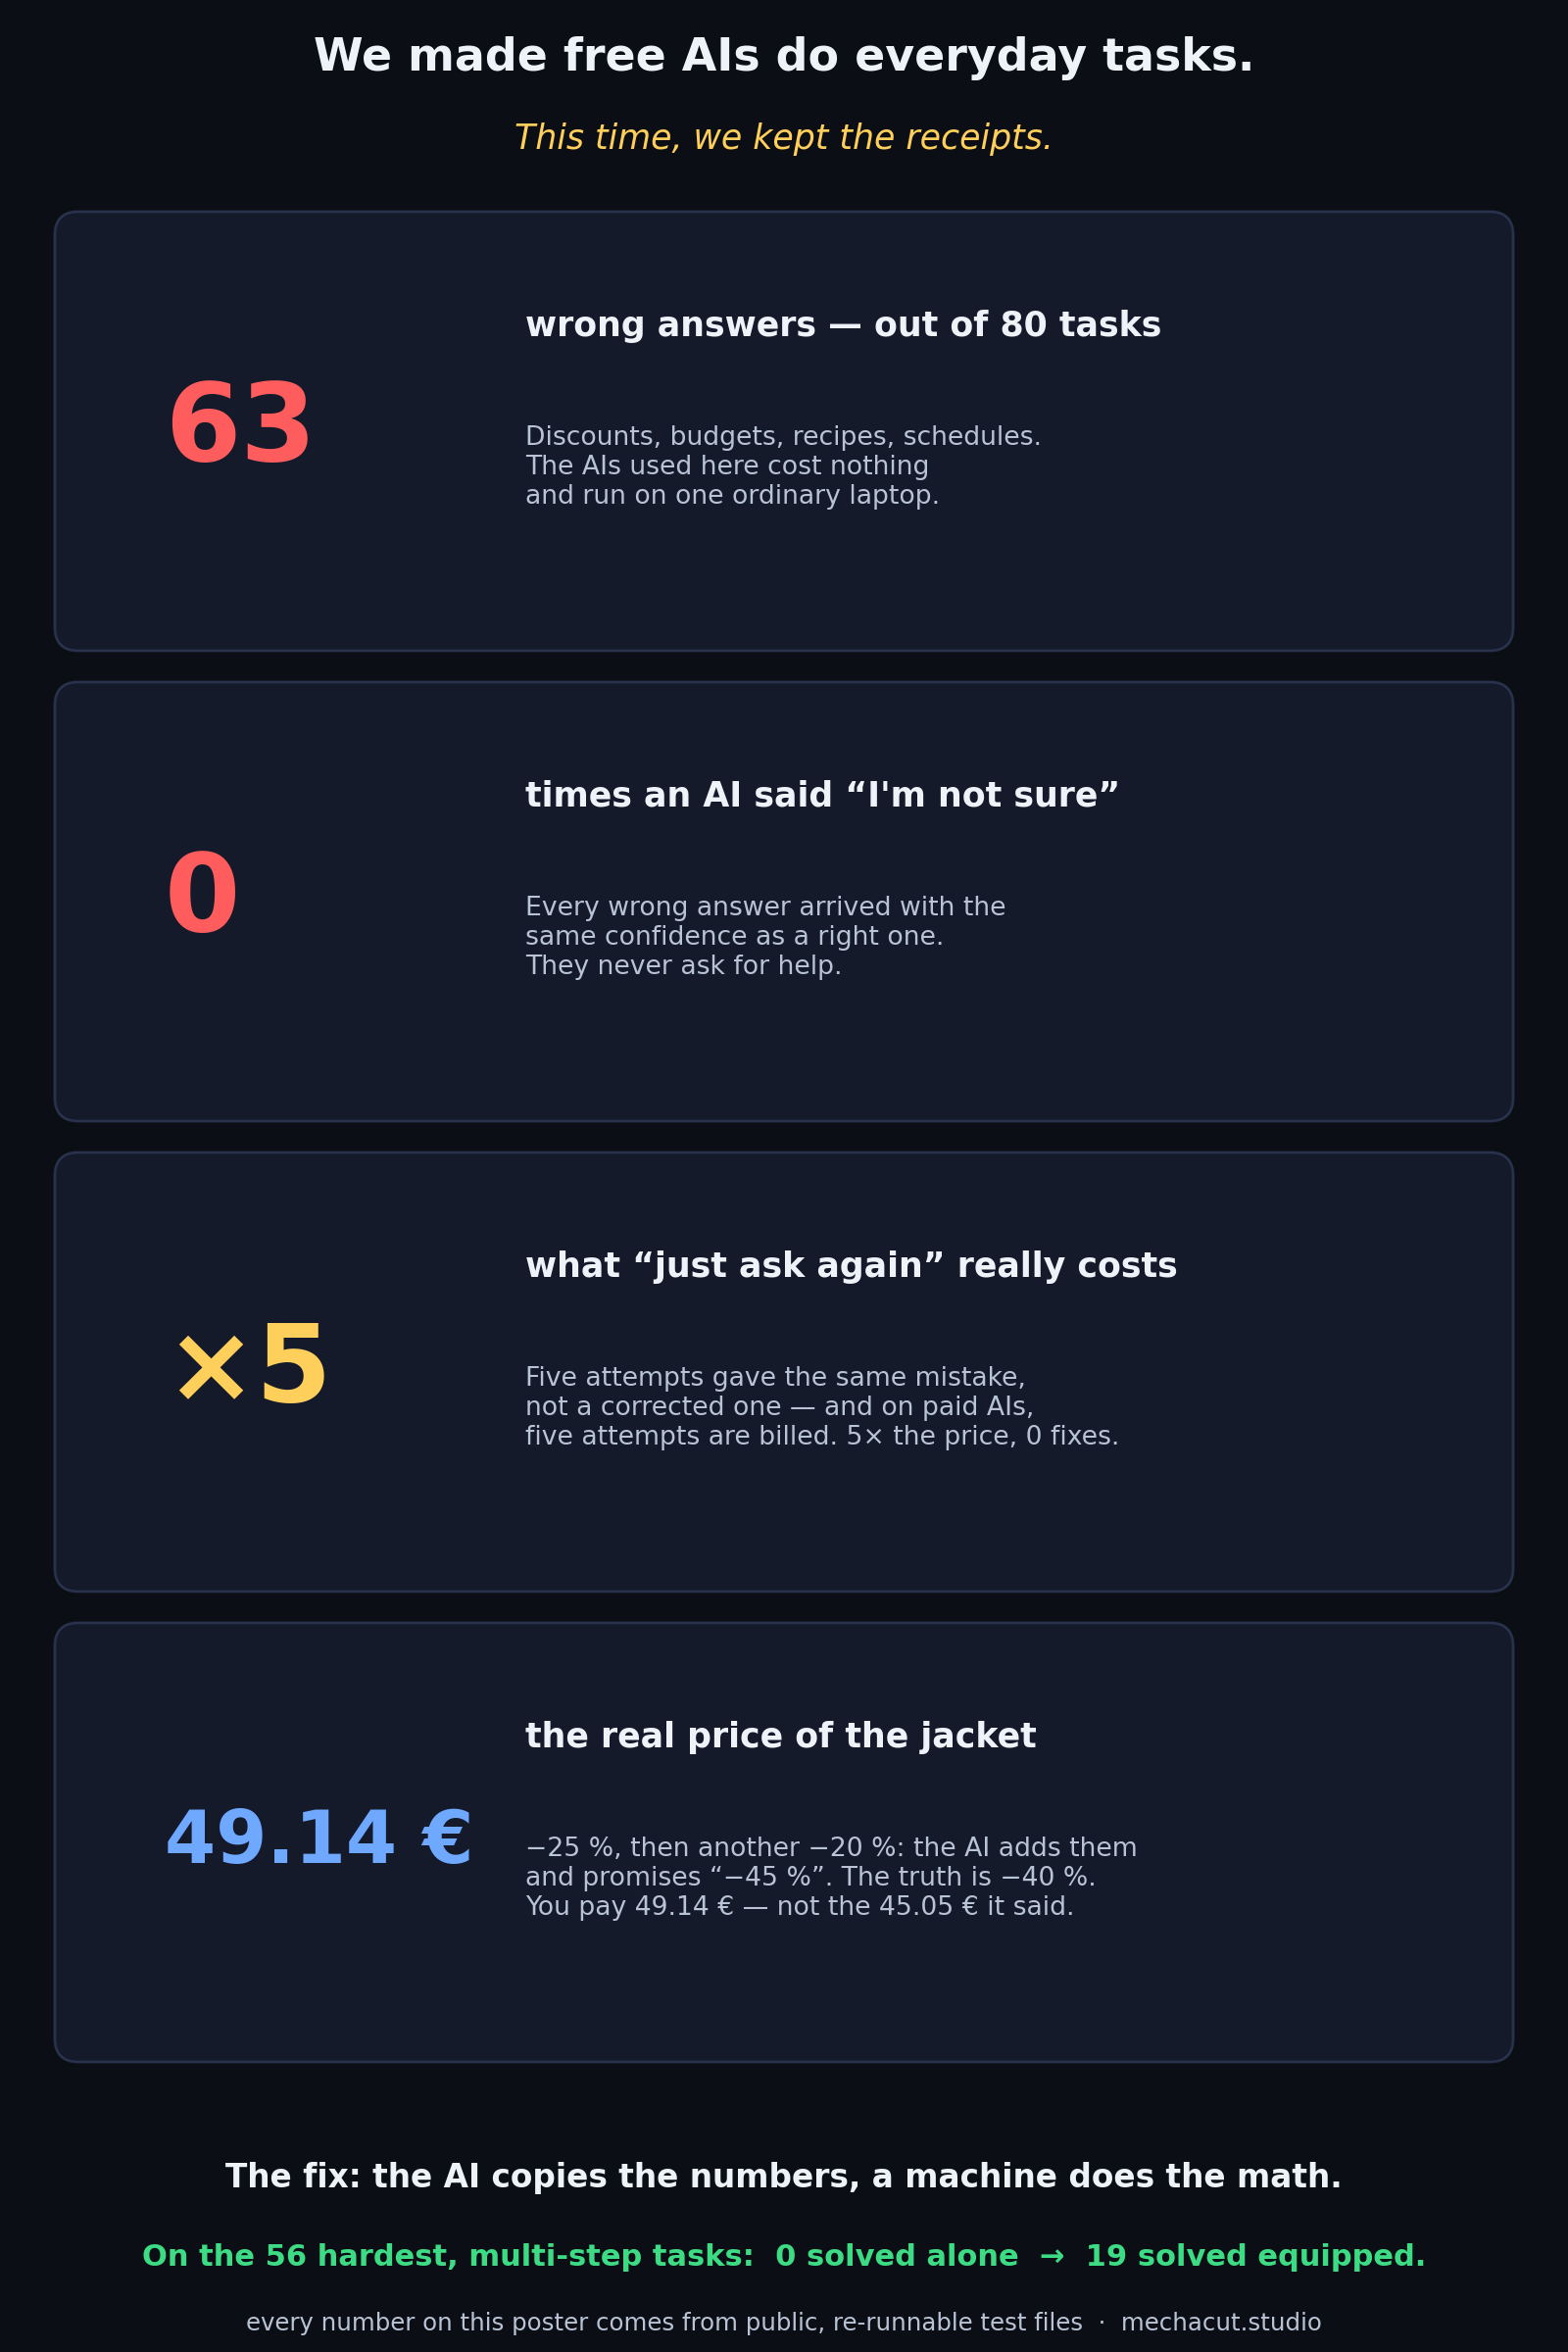 We made free AIs do everyday tasks.
This time, we kept the receipts.
63
wrong answers — out of 80 tasks
Discounts, budgets, recipes, schedules.
The AIs used here cost nothing
and run on one ordinary laptop.
0
times an AI said “I'm not sure”
Every wrong answer arrived with the
same confidence as a right one.
They never ask for help.
×5
what “just ask again” really costs
Five attempts gave the same mistake,
not a corrected one — and on paid AIs,
five attempts are billed. 5× the price, 0 fixes.
49.14 €
the real price of the jacket
−25 %, then another −20 %: the AI adds them
and promises “−45 %”. The truth is −40 %.
You pay 49.14 € — not the 45.05 € it said.
The fix: the AI copies the numbers, a machine does the math.
On the 56 hardest, multi-step tasks: 0 solved alone → 19 solved equipped.
every number on this poster comes from public, re-runnable test files · mechacut.studio